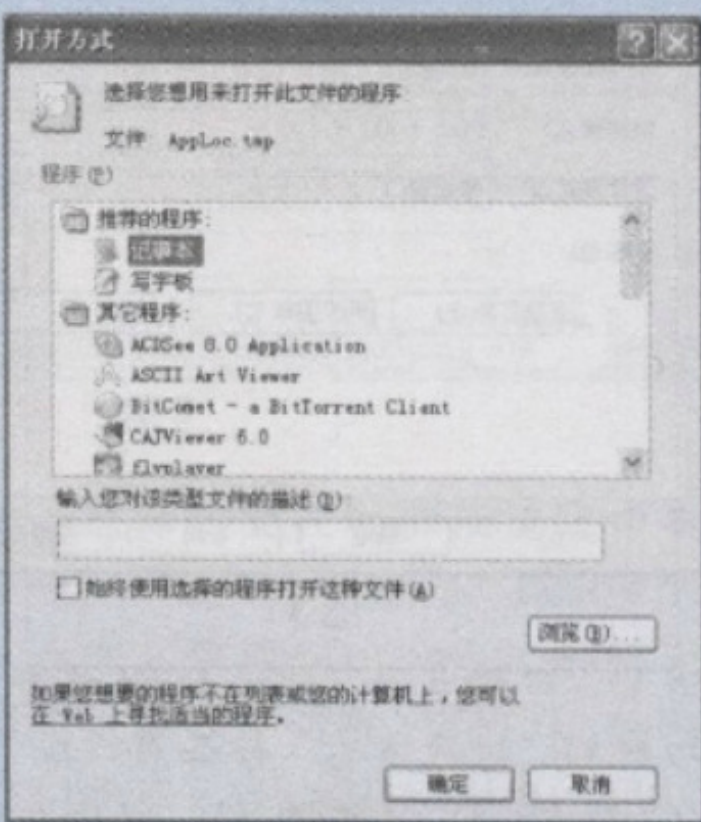 打开方式
选择您想用来打开此文件的程序
文件 AppLoc.tmp
程序(P)
推荐的程序:
记事本
写字板
其它程序:
ACDSee 8.0 Application
ASCII Art Viewer
BitComet - a BitTorrent Client
CAJViewer 6.0
flvplayer
输入您对该类型文件的描述(D):
始终使用选择的程序打开这种文件(A)
浏览(B)...
如果您想要的程序不在列表或您的计算机上，您可以
在 Web 上寻找适当的程序。
确定
取消